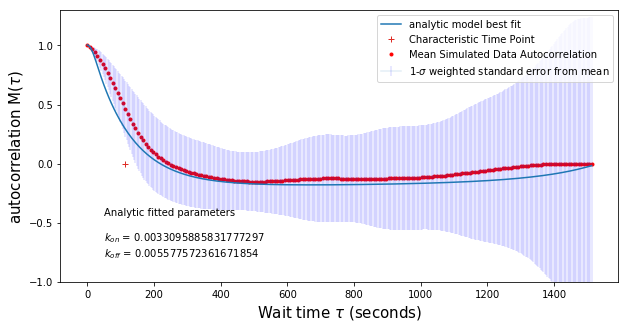 analytic model best fit
Characteristic Time Point
Mean Simulated Data Autocorrelation
1-σ weighted standard error from mean
autocorrelation M(τ)
1.0
0.5
0.0
−0.5
−1.0
Analytic fitted parameters
k_on = 0.0033095885831777297
k_off = 0.005577572361671854
0 200 400 600 800 1000 1200 1400
Wait time τ (seconds)